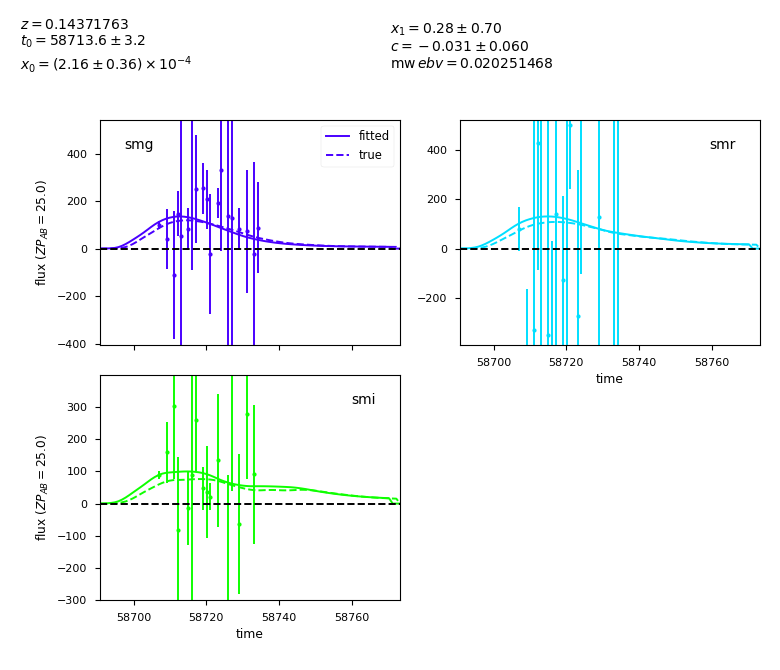 z = 0.14371763
t₀ = 58713.6 ± 3.2
x₀ = (2.16 ± 0.36) × 10⁻⁴
x₁ = 0.28 ± 0.70
c = −0.031 ± 0.060
mw ebv = 0.020251468
smg
fitted
true
400
200
0
−200
−400
flux (ZP_AB = 25.0)
smr
400
200
0
−200
58700 58720 58740 58760
time
smi
300
200
100
0
−100
−200
−300
flux (ZP_AB = 25.0)
58700 58720 58740 58760
time